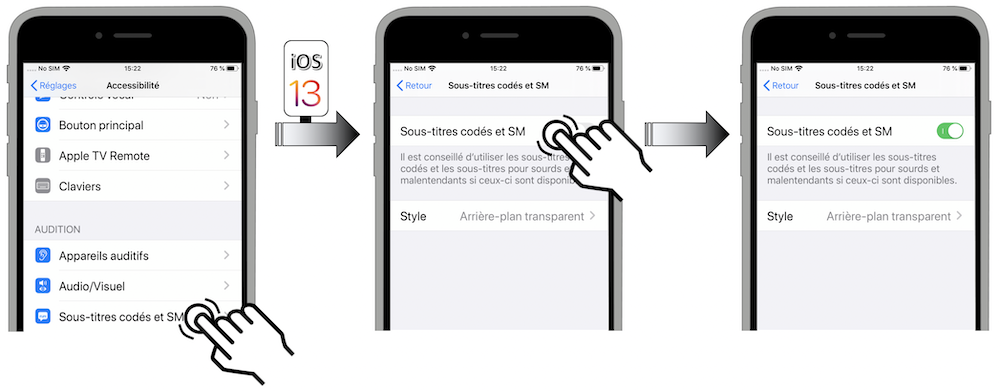 .... No SIM 15:22 76 %
Réglages Accessibilité
Contrôle vocal Non
Bouton principal
Apple TV Remote
Claviers
AUDITION
Appareils auditifs
Audio/Visuel
Sous-titres codés et SM
iOS
13
.... No SIM 15:22 76 %
Retour Sous-titres codés et SM
Sous-titres codés et SM
Il est conseillé d'utiliser les sous-titres
codés et les sous-titres pour sourds et
malentendants si ceux-ci sont disponibles.
Style Arrière-plan transparent
.... No SIM 15:22 76 %
Retour Sous-titres codés et SM
Sous-titres codés et SM
Il est conseillé d'utiliser les sous-titres
codés et les sous-titres pour sourds et
malentendants si ceux-ci sont disponibles.
Style Arrière-plan transparent